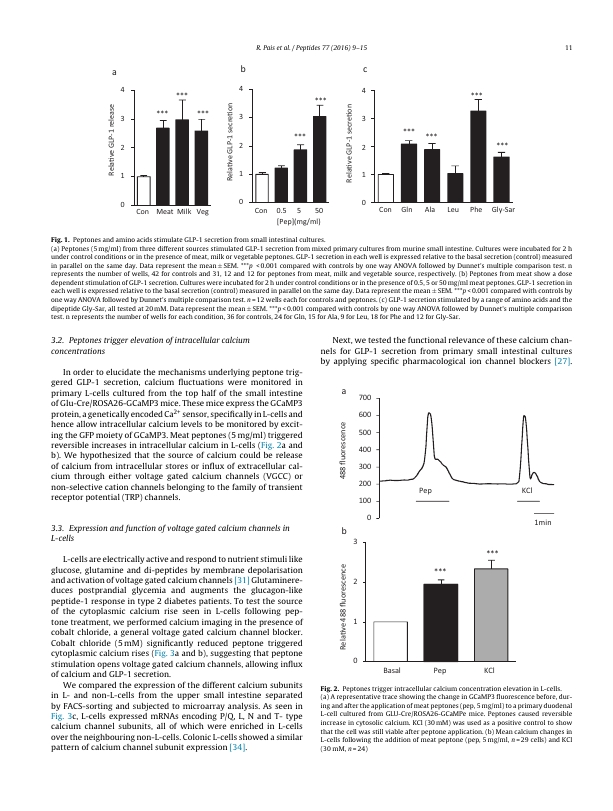 R. Pais et al. / Peptides 77 (2016) 9–15
11
a
Relative GLP-1 release
4
3
2
1
0
***
***
***
Con Meat Milk Veg
b
Relative GLP-1 secretion
4
3
2
1
0
***
***
Con 0.5 5 50
[Pep](mg/ml)
c
Relative GLP-1 secretion
4
3
2
1
0
***
***
***
***
Con Gln Ala Leu Phe Gly-Sar
Fig. 1. Peptones and amino acids stimulate GLP-1 secretion from small intestinal cultures.
(a) Peptones (5 mg/ml) from three different sources stimulated GLP-1 secretion from mixed primary cultures from murine small intestine. Cultures were incubated for 2 h
under control conditions or in the presence of meat, milk or vegetable peptones. GLP-1 secretion in each well is expressed relative to the basal secretion (control) measured
in parallel on the same day. Data represent the mean ± SEM. ***p <0.001 compared with controls by one way ANOVA followed by Dunnet's multiple comparison test. n
represents the number of wells, 42 for controls and 31, 12 and 12 for peptones from meat, milk and vegetable source, respectively. (b) Peptones from meat show a dose
dependent stimulation of GLP-1 secretion. Cultures were incubated for 2 h under control conditions or in the presence of 0.5, 5 or 50 mg/ml meat peptones. GLP-1 secretion in
each well is expressed relative to the basal secretion (control) measured in parallel on the same day. Data represent the mean ± SEM. ***p<0.001 compared with controls by
one way ANOVA followed by Dunnet's multiple comparison test. n = 12 wells each for controls and peptones. (c) GLP-1 secretion stimulated by a range of amino acids and the
dipeptide Gly-Sar, all tested at 20 mM. Data represent the mean ± SEM. ***p<0.001 compared with controls by one way ANOVA followed by Dunnet's multiple comparison
test. n represents the number of wells for each condition, 36 for controls, 24 for Gln, 15 for Ala, 9 for Leu, 18 for Phe and 12 for Gly-Sar.
3.2. Peptones trigger elevation of intracellular calcium
concentrations
In order to elucidate the mechanisms underlying peptone trig-
gered GLP-1 secretion, calcium fluctuations were monitored in
primary L-cells cultured from the top half of the small intestine
of Glu-Cre/ROSA26-GCaMP3 mice. These mice express the GCaMP3
protein, a genetically encoded Ca2+ sensor, specifically in L-cells and
hence allow intracellular calcium levels to be monitored by excit-
ing the GFP moiety of GCaMP3. Meat peptones (5 mg/ml) triggered
reversible increases in intracellular calcium in L-cells (Fig. 2a and
b). We hypothesized that the source of calcium could be release
of calcium from intracellular stores or influx of extracellular cal-
cium through either voltage gated calcium channels (VGCC) or
non-selective cation channels belonging to the family of transient
receptor potential (TRP) channels.
3.3. Expression and function of voltage gated calcium channels in
L-cells
L-cells are electrically active and respond to nutrient stimuli like
glucose, glutamine and di-peptides by membrane depolarisation
and activation of voltage gated calcium channels [31] Glutaminere-
duces postprandial glycemia and augments the glucagon-like
peptide-1 response in type 2 diabetes patients. To test the source
of the cytoplasmic calcium rise seen in L-cells following pep-
tone treatment, we performed calcium imaging in the presence of
cobalt chloride, a general voltage gated calcium channel blocker.
Cobalt chloride (5 mM) significantly reduced peptone triggered
cytoplasmic calcium rises (Fig. 3a and b), suggesting that peptone
stimulation opens voltage gated calcium channels, allowing influx
of calcium and GLP-1 secretion.
We compared the expression of the different calcium subunits
in L- and non-L-cells from the upper small intestine separated
by FACS-sorting and subjected to microarray analysis. As seen in
Fig. 3c, L-cells expressed mRNAs encoding P/Q, L, N and T- type
calcium channel subunits, all of which were enriched in L-cells
over the neighbouring non-L-cells. Colonic L-cells showed a similar
pattern of calcium channel subunit expression [34].
Next, we tested the functional relevance of these calcium chan-
nels for GLP-1 secretion from primary small intestinal cultures
by applying specific pharmacological ion channel blockers [27].
a
488 fluorescence
700
600
500
400
300
200
100
0
Pep
KCl
1min
b
Relative 488 fluorescence
3
2
1
0
***
***
Basal Pep KCl
Fig. 2. Peptones trigger intracellular calcium concentration elevation in L-cells.
(a) A representative trace showing the change in GCaMP3 fluorescence before, dur-
ing and after the application of meat peptones (pep, 5 mg/ml) to a primary duodenal
L-cell cultured from GLU-Cre/ROSA26-GCaMPe mice. Peptones caused reversible
increase in cytosolic calcium. KCl (30 mM) was used as a positive control to show
that the cell was still viable after peptone application. (b) Mean calcium changes in
L-cells following the addition of meat peptone (pep, 5 mg/ml, n = 29 cells) and KCl
(30 mM, n = 24)